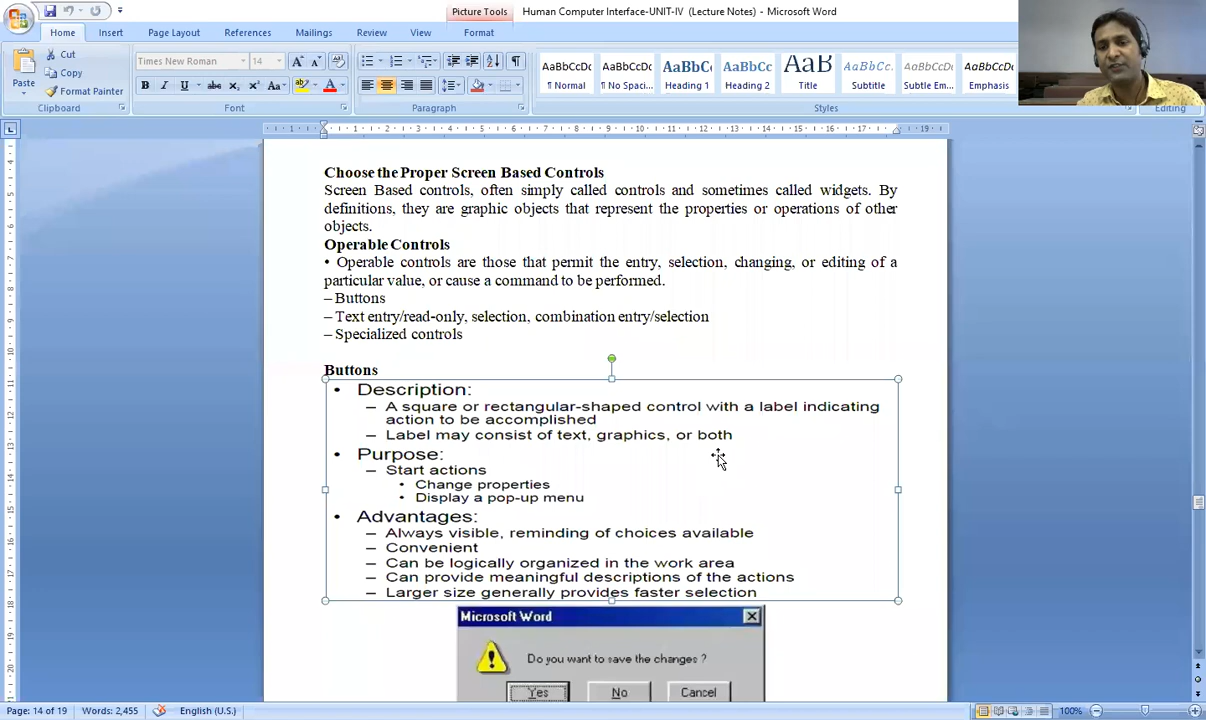 Picture Tools
Human Computer Interface-UNIT-IV (Lecture Notes) - Microsoft Word
Home
Insert
Page Layout
References
Mailings
Review
View
Format
Paste
Cut
Copy
Format Painter
Clipboard
Times New Roman
14
Font
Paragraph
AaBbCcDc
¶ Normal
AaBbCcDc
¶ No Spaci...
AaBbC
Heading 1
AaBbCc
Heading 2
AaB
Title
AaBbCc.
Subtitle
AaBbCcDc
Subtle Em...
AaBbCcDc
Emphasis
Styles
Editing
Choose the Proper Screen Based Controls
Screen Based controls, often simply called controls and sometimes called widgets. By
definitions, they are graphic objects that represent the properties or operations of other
objects.
Operable Controls
• Operable controls are those that permit the entry, selection, changing, or editing of a
particular value, or cause a command to be performed.
– Buttons
– Text entry/read-only, selection, combination entry/selection
– Specialized controls
Buttons
• Description:
– A square or rectangular-shaped control with a label indicating
action to be accomplished
– Label may consist of text, graphics, or both
• Purpose:
– Start actions
• Change properties
• Display a pop-up menu
• Advantages:
– Always visible, reminding of choices available
– Convenient
– Can be logically organized in the work area
– Can provide meaningful descriptions of the actions
– Larger size generally provides faster selection
Microsoft Word
Do you want to save the changes ?
Yes No Cancel
Page: 14 of 19
Words: 2,455
English (U.S.)
100%